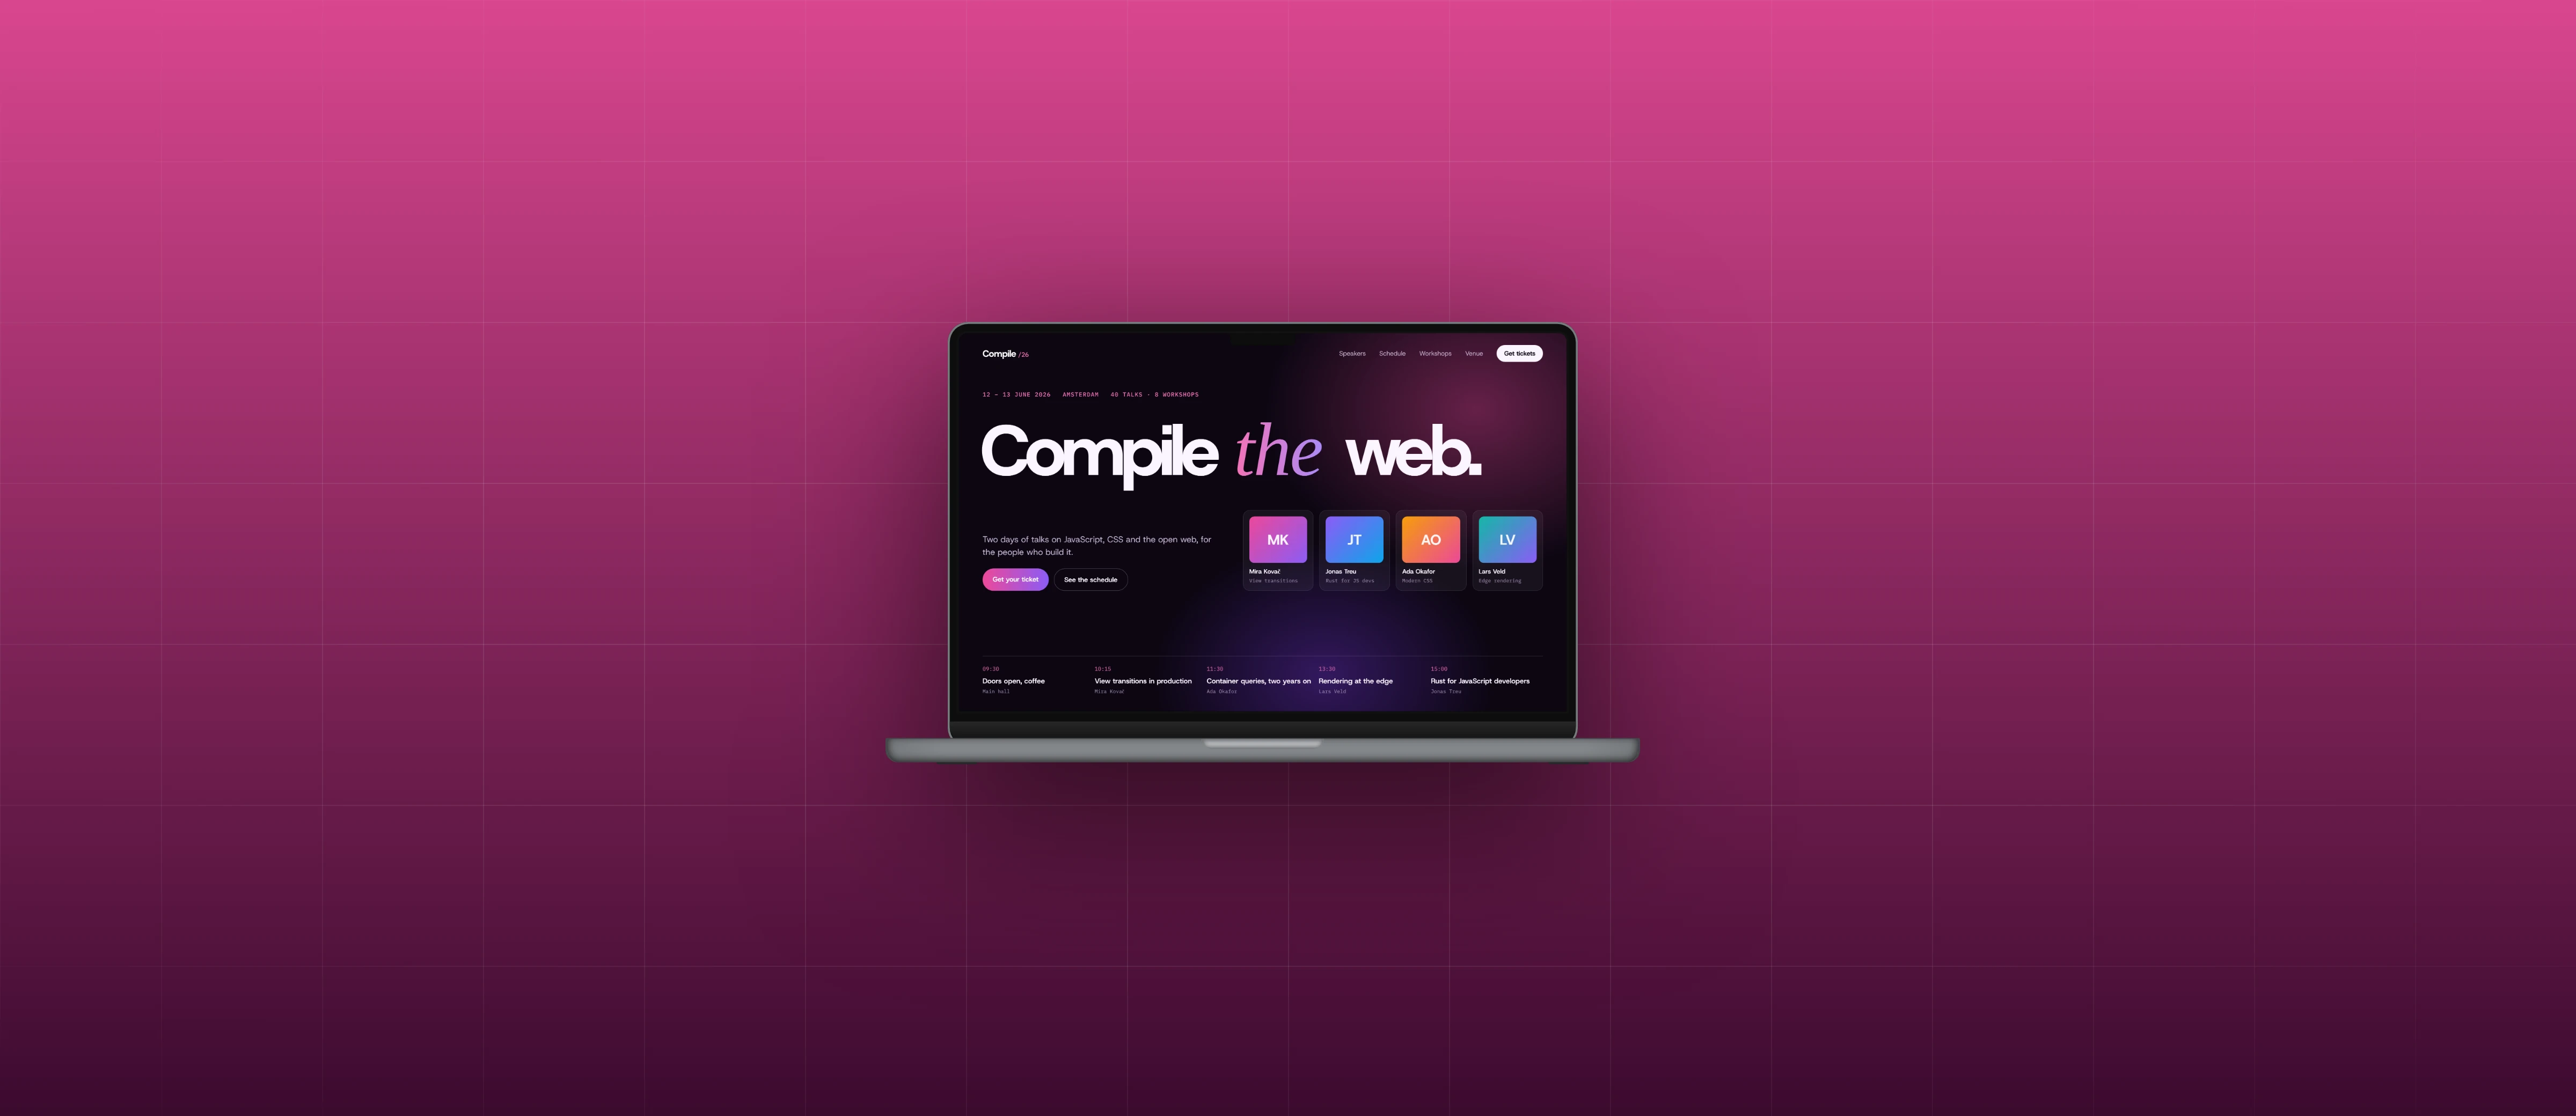 Compile /26
Speakers Schedule Workshops Venue Get tickets
12 – 13 JUNE 2026 AMSTERDAM 40 TALKS · 8 WORKSHOPS
Compile the web.
Two days of talks on JavaScript, CSS and the open web, for
the people who build it.
Get your ticket See the schedule
MK
Mira Kovač
View transitions
JT
Jonas Treu
Rust for JS devs
AO
Ada Okafor
Modern CSS
LV
Lars Veld
Edge rendering
09:30
Doors open, coffee
Main hall
10:15
View transitions in production
Mira Kovač
11:30
Container queries, two years on
Ada Okafor
13:30
Rendering at the edge
Lars Veld
15:00
Rust for JavaScript developers
Jonas Treu